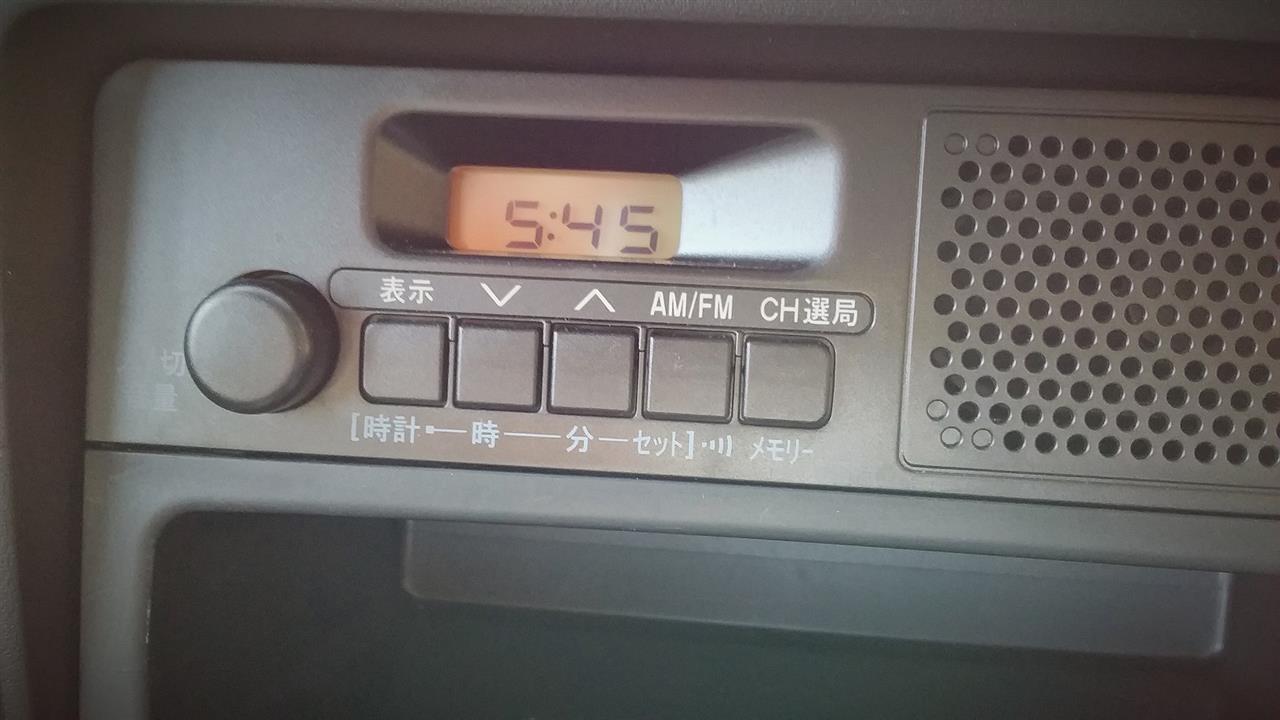 5:45
表示 ∨ ∧ AM/FM CH選局
切
量
[時計 時 分 セット] メモリー